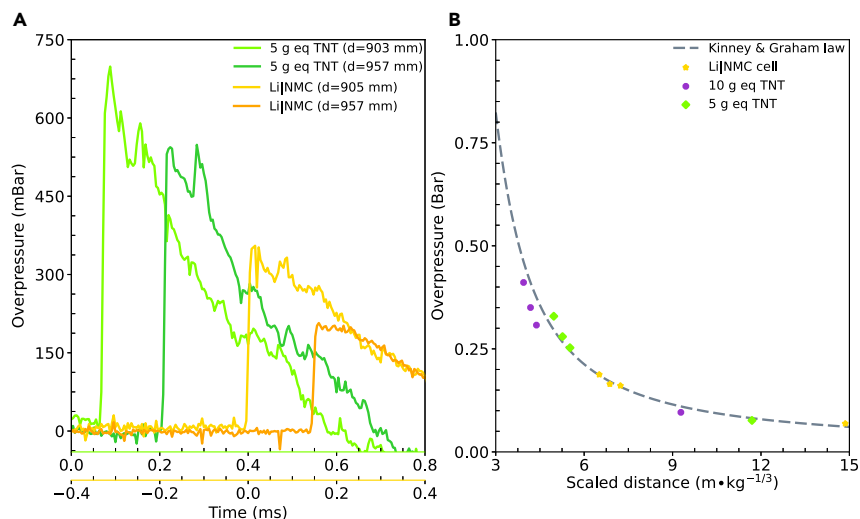 A
750
600
450
300
150
0
Overpressure (mBar)
5 g eq TNT (d=903 mm)
5 g eq TNT (d=957 mm)
Li|NMC (d=905 mm)
Li|NMC (d=957 mm)
0.0 0.2 0.4 0.6 0.8
−0.4 −0.2 0.0 0.2 0.4
Time (ms)
B
1.00
0.75
0.50
0.25
0.00
Overpressure (Bar)
Kinney & Graham law
Li|NMC cell
10 g eq TNT
5 g eq TNT
3 6 9 12 15
Scaled distance (m•kg⁻¹ᐟ³)